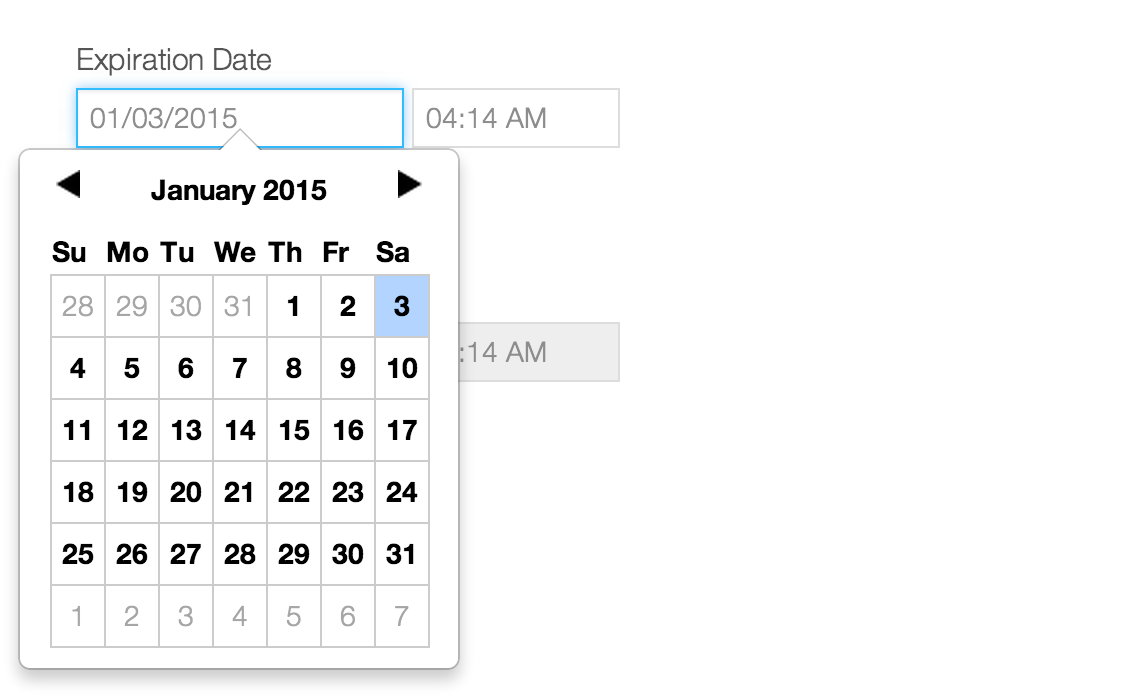 Expiration Date
01/03/2015 04:14 AM
January 2015
Su Mo Tu We Th Fr Sa
28 29 30 31 1 2 3
:14 AM
4 5 6 7 8 9 10
11 12 13 14 15 16 17
18 19 20 21 22 23 24
25 26 27 28 29 30 31
1 2 3 4 5 6 7